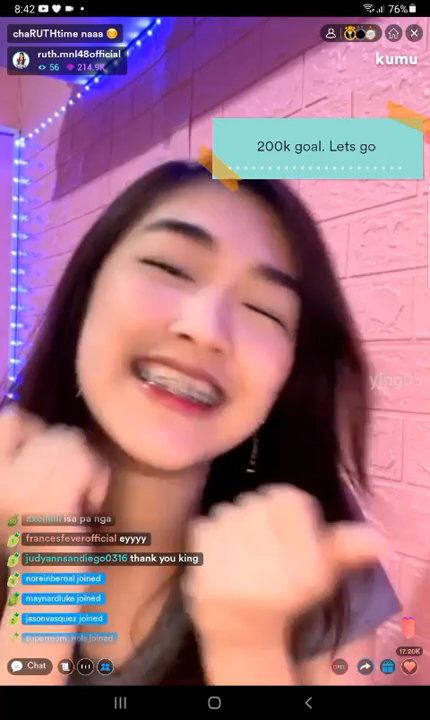 8:42
76%
chaRUTHtime naaa
ruth.mnl48official
56 214.9K
kumu
200k goal. Lets go
isa pa nga
francesfeverofficial eyyyy
judyannsandiego0316 thank you king
noreinbernal joined
maynardluke joined
jasonvasquez joined
joined
17.20K
Chat